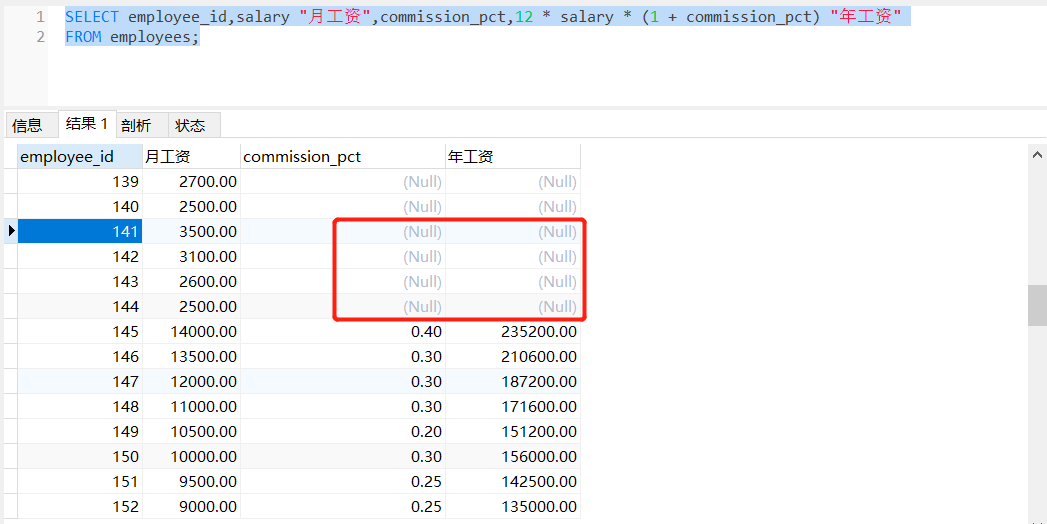 1 SELECT employee_id,salary "月工资",commission_pct,12 * salary * (1 + commission_pct) "年工资"
2 FROM employees;
信息 结果 1 剖析 状态
employee_id 月工资 commission_pct 年工资
139 2700.00 (Null) (Null)
140 2500.00 (Null) (Null)
141 3500.00 (Null) (Null)
142 3100.00 (Null) (Null)
143 2600.00 (Null) (Null)
144 2500.00 (Null) (Null)
145 14000.00 0.40 235200.00
146 13500.00 0.30 210600.00
147 12000.00 0.30 187200.00
148 11000.00 0.30 171600.00
149 10500.00 0.20 151200.00
150 10000.00 0.30 156000.00
151 9500.00 0.25 142500.00
152 9000.00 0.25 135000.00